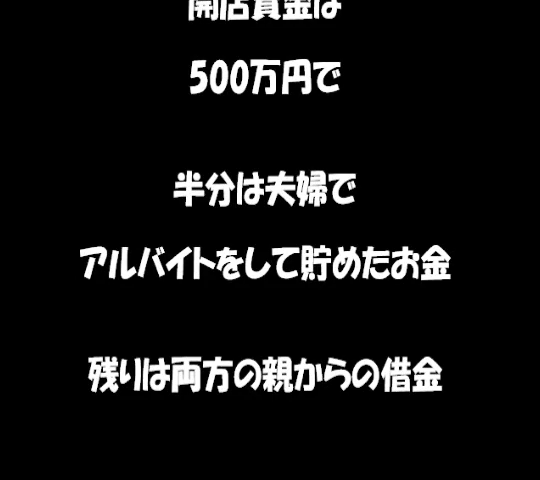 開店資金は
500万円で
半分は夫婦で
アルバイトをして貯めたお金
残りは両方の親からの借金